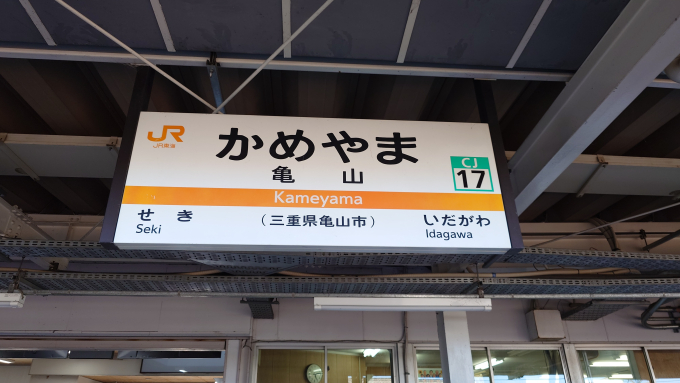 JR
JR東海
かめやま
亀山
CJ
17
Kameyama
せき
Seki
（三重県亀山市）
いだがわ
Idagawa